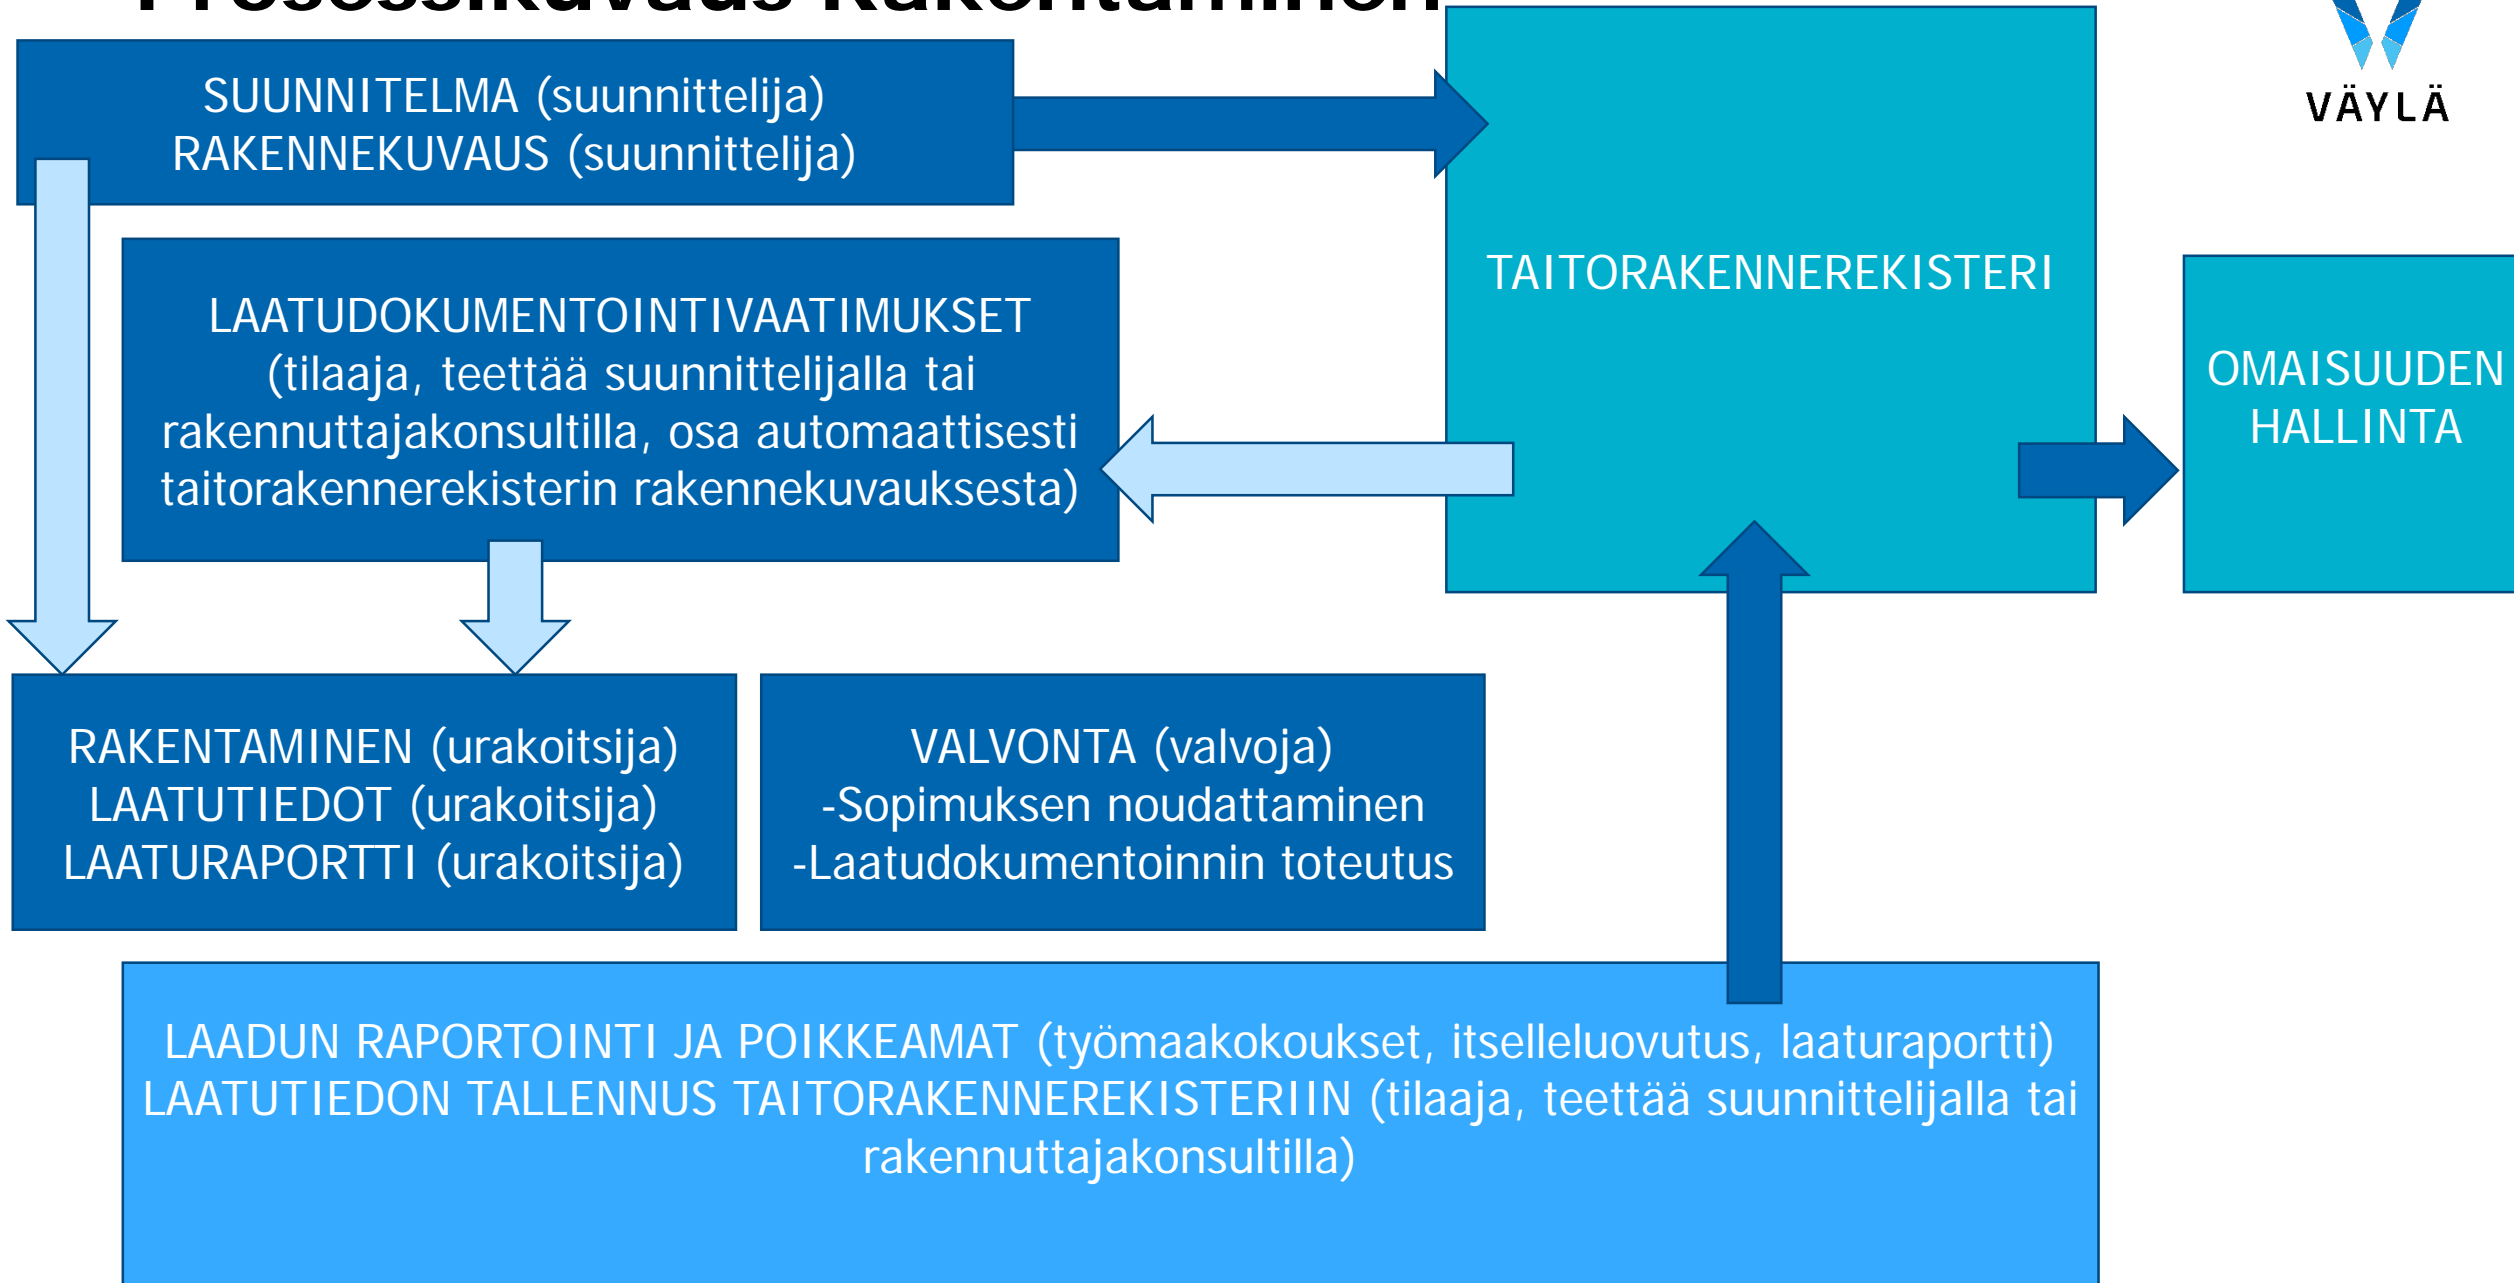 Prosessikuvaus Rakentaminen
VÄYLÄ
SUUNNITELMA (suunnittelija)
RAKENNEKUVAUS (suunnittelija)
TAITORAKENNEREKISTERI
LAATUDOKUMENTOINTIVAATIMUKSET
(tilaaja, teettää suunnittelijalla tai
rakennuttajakonsultilla, osa automaattisesti
taitorakennerekisterin rakennekuvauksesta)
OMAISUUDEN
HALLINTA
RAKENTAMINEN (urakoitsija)
LAATUTIEDOT (urakoitsija)
LAATURAPORTTI (urakoitsija)
VALVONTA (valvoja)
-Sopimuksen noudattaminen
-Laatudokumentoinnin toteutus
LAADUN RAPORTOINTI JA POIKKEAMAT (työmaakokoukset, itselleluovutus, laaturaportti)
LAATUTIEDON TALLENNUS TAITORAKENNEREKISTERIIN (tilaaja, teettää suunnittelijalla tai
rakennuttajakonsultilla)